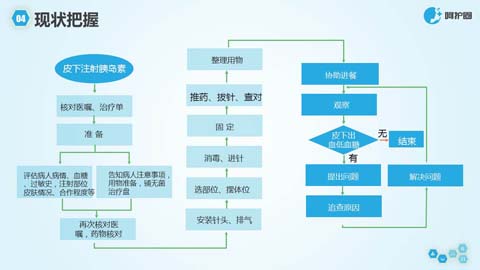 04 现状把握
呵护圈
皮下注射胰岛素
核对医嘱、治疗单
准 备
评估病人病情、血糖
、过敏史，注射部位
皮肤情况、合作程度等
告知病人注意事项，
用物准备，铺无菌
治疗盘
再次核对医
嘱，药物核对
整理用物
推药、拔针、查对
固 定
消毒、进针
选部位、摆体位
安装针头、排气
协助进餐
观察
皮下出
血低血糖
无
结束
有
提出问题
追查原因
解决问题